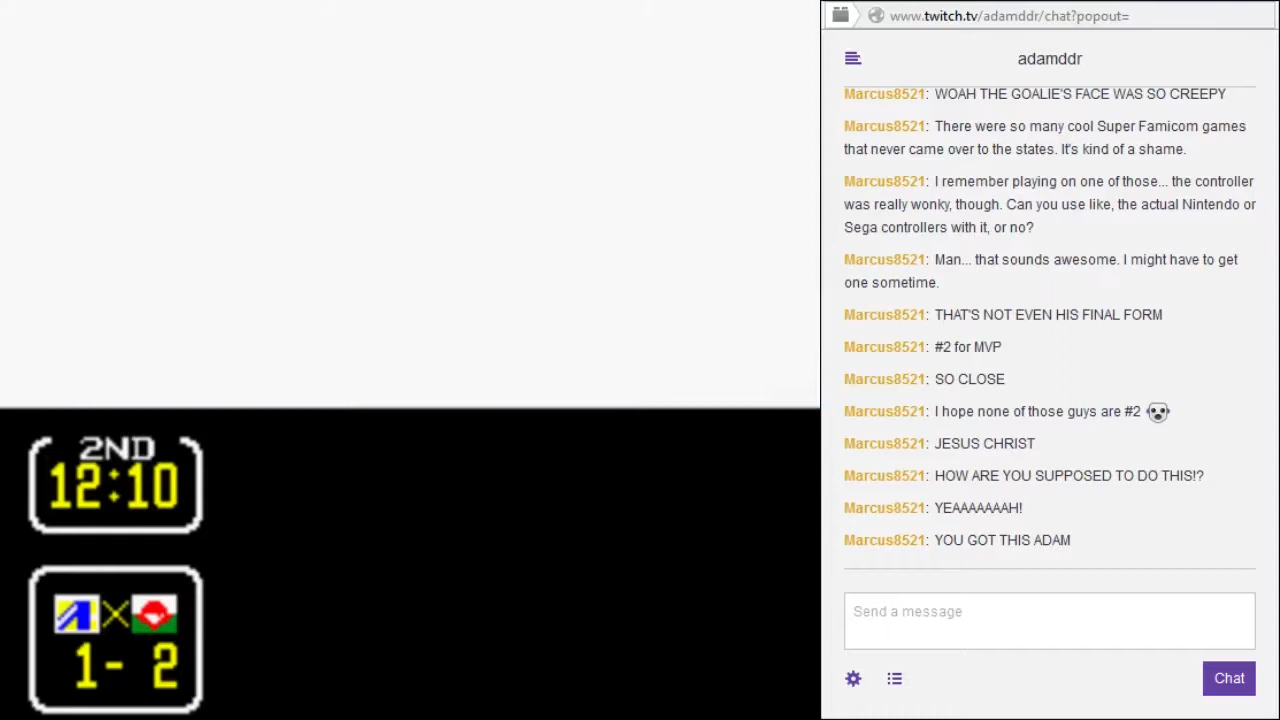 www.twitch.tv/adamddr/chat?popout=
adamddr
Marcus8521: WOAH THE GOALIE'S FACE WAS SO CREEPY
Marcus8521: There were so many cool Super Famicom games
that never came over to the states. It's kind of a shame.
Marcus8521: I remember playing on one of those... the controller
was really wonky, though. Can you use like, the actual Nintendo or
Sega controllers with it, or no?
Marcus8521: Man... that sounds awesome. I might have to get
one sometime.
Marcus8521: THAT'S NOT EVEN HIS FINAL FORM
Marcus8521: #2 for MVP
Marcus8521: SO CLOSE
Marcus8521: I hope none of those guys are #2
Marcus8521: JESUS CHRIST
Marcus8521: HOW ARE YOU SUPPOSED TO DO THIS!?
Marcus8521: YEAAAAAAAH!
Marcus8521: YOU GOT THIS ADAM
Send a message
Chat
2ND
12:10
1- 2